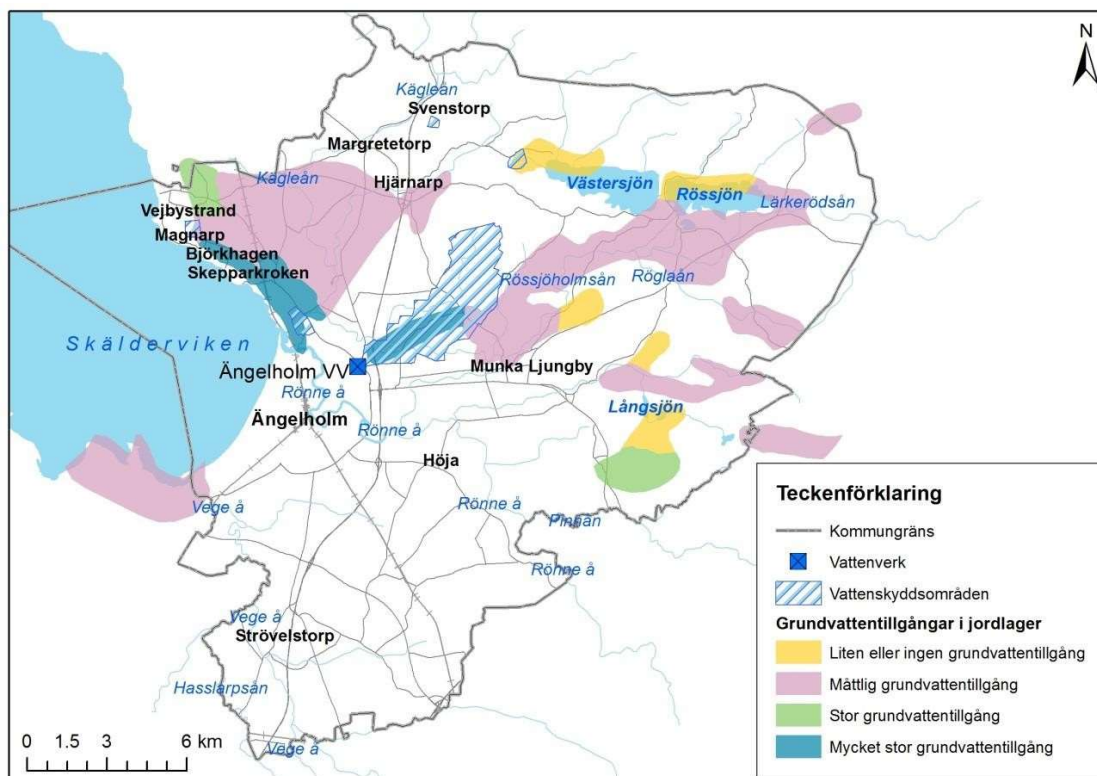 N
Kägleån
Svenstorp
Margretetorp
Hjärnarp
Kägleån
Västersjön
Rössjön
Lärkerödsån
Vejbystrand
Magnarp
Björkhagen
Skepparkroken
Rössjöholmsån
Röglaån
Skälderviken
Ängelholm VV
Munka Ljungby
Rönne å
Långsjön
Ängelholm
Rönne å
Höja
Vege å
Rönne å
Pinnån
Rönne å
Vege å
Strövelstorp
Hasslarpsån
Vege å
0 1.5 3 6 km
Teckenförklaring
Kommungräns
Vattenverk
Vattenskyddsområden
Grundvattentillgångar i jordlager
Liten eller ingen grundvattentillgång
Måttlig grundvattentillgång
Stor grundvattentillgång
Mycket stor grundvattentillgång